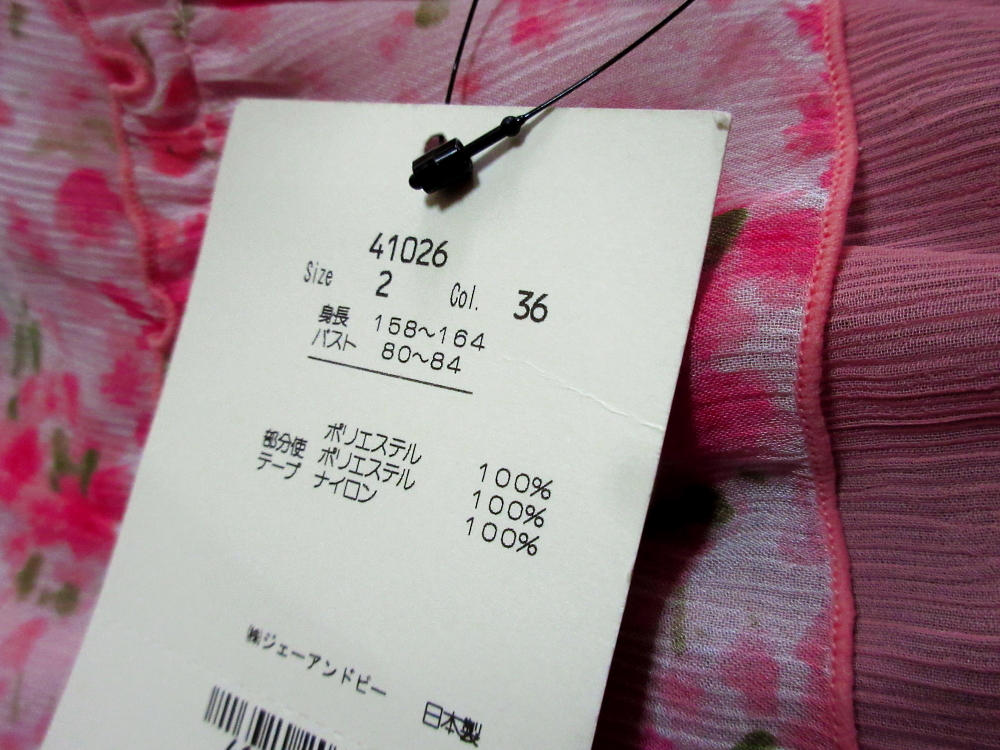 41026
Size 2 Col. 36
身長 158～164
バスト 80～84
ポリエステル 100%
部分使 ポリエステル 100%
テープ ナイロン 100%
㈱ジェーアンドビー
日本製